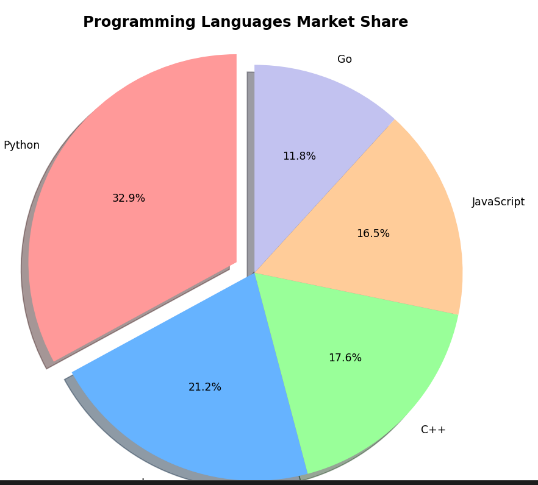 Programming Languages Market Share
Go
Python
11.8%
32.9%
JavaScript
16.5%
17.6%
21.2%
C++